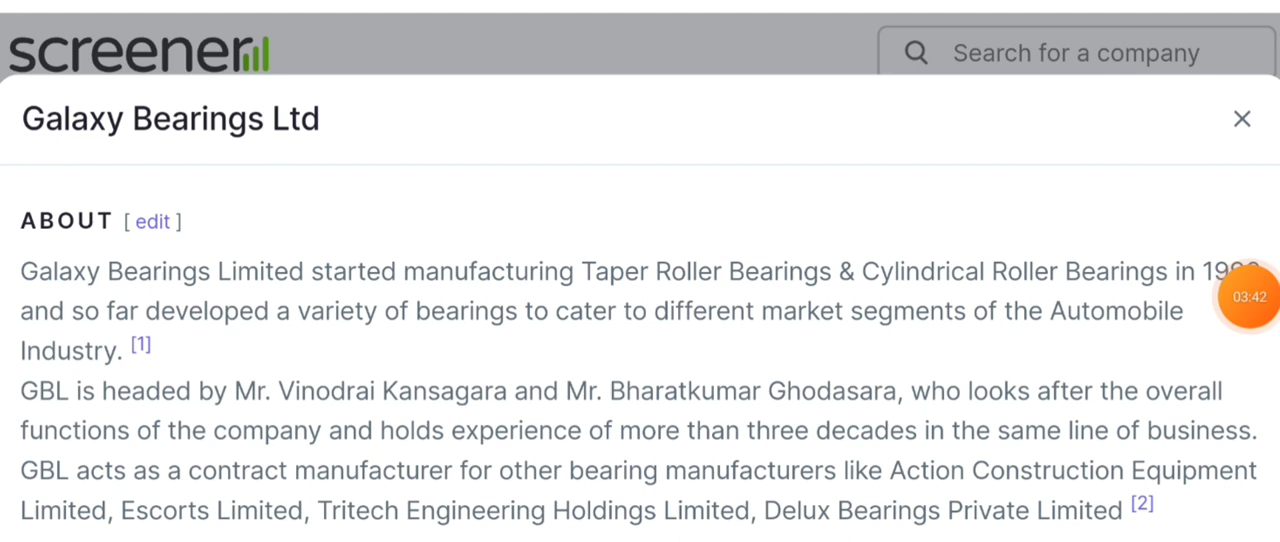 screener
Search for a company
Galaxy Bearings Ltd
ABOUT [ edit ]
Galaxy Bearings Limited started manufacturing Taper Roller Bearings & Cylindrical Roller Bearings in
03:42
and so far developed a variety of bearings to cater to different market segments of the Automobile
Industry. [1]
GBL is headed by Mr. Vinodrai Kansagara and Mr. Bharatkumar Ghodasara, who looks after the overall
functions of the company and holds experience of more than three decades in the same line of business.
GBL acts as a contract manufacturer for other bearing manufacturers like Action Construction Equipment
Limited, Escorts Limited, Tritech Engineering Holdings Limited, Delux Bearings Private Limited [2]